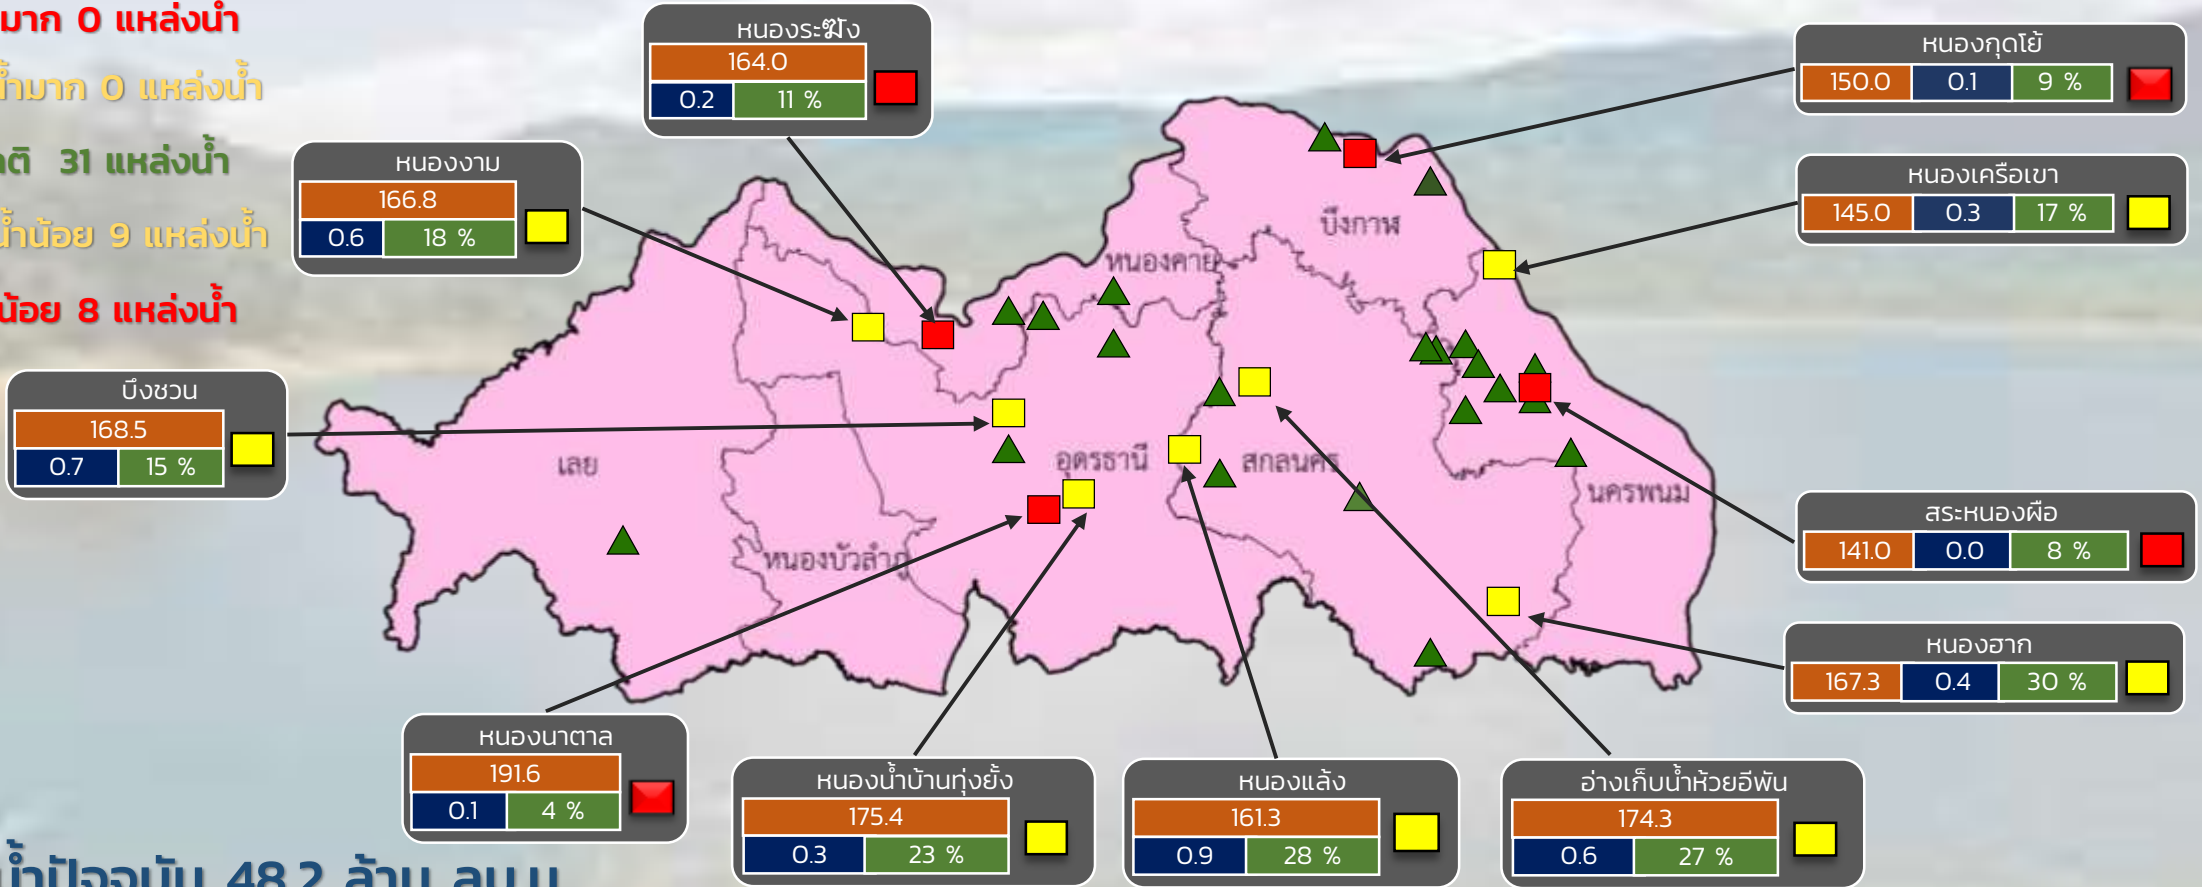 มาก 0 แหล่งน้ำ
น้ำมาก 0 แหล่งน้ำ
31 แหล่งน้ำ
น้ำน้อย 9 แหล่งน้ำ
น้อย 8 แหล่งน้ำ
หนองระฆัง
164.0
0.2 11 %
หนองกุดโย้
150.0 0.1 9 %
หนองงาม
166.8
0.6 18 %
หนองเครือเขา
145.0 0.3 17 %
บึงกาฬ
หนองคาย
บึงชวน
168.5
0.7 15 %
เลย
อุดรธานี
สกลนคร
นครพนม
หนองบัวลำภู
สระหนองผือ
141.0 0.0 8 %
หนองฮาก
167.3 0.4 30 %
หนองนาตาล
191.6
0.1 4 %
หนองน้ำบ้านทุ่งยั้ง
175.4
0.3 23 %
หนองแล้ง
161.3
0.9 28 %
อ่างเก็บน้ำห้วยอีพัน
174.3
0.6 27 %
น้ำปัจจุบัน 48.2 ล้าน ลบ.ม